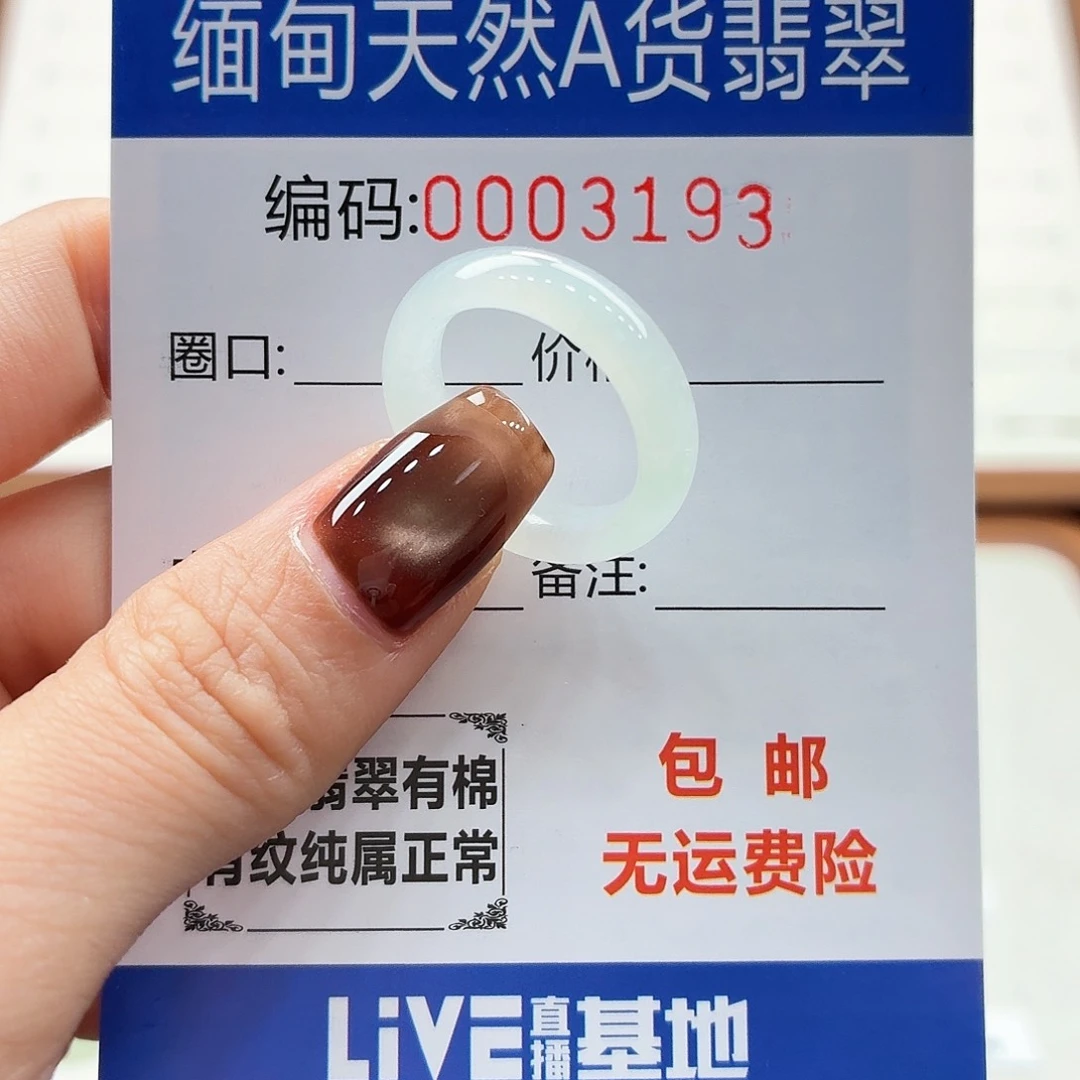 缅甸天然A货翡翠
编码:0003193
圈口: 价
备注:
翡翠有棉
有纹纯属正常
包邮
无运费险
LiVE直播基地